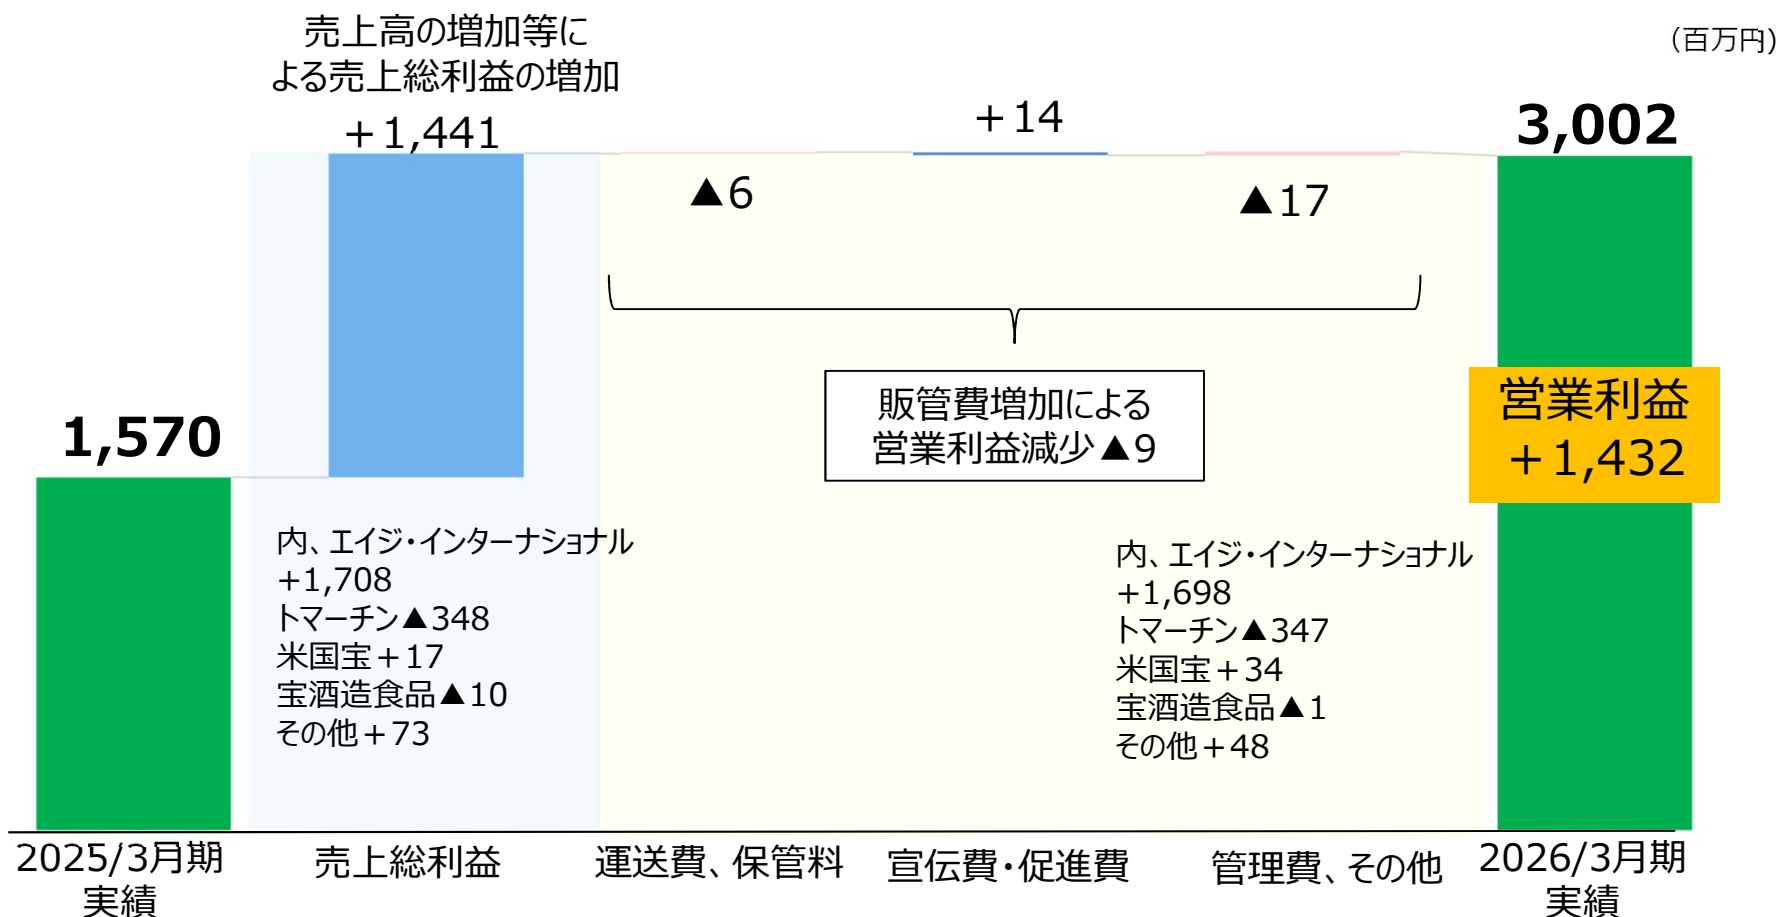 売上高の増加等に
よる売上総利益の増加
+1,441
(百万円)
+14
3,002
▲6
▲17
1,570
販管費増加による
営業利益減少▲9
営業利益
+1,432
内、エイジ・インターナショナル
+1,708
トマーチン▲348
米国宝+17
宝酒造食品▲10
その他+73
内、エイジ・インターナショナル
+1,698
トマーチン▲347
米国宝+34
宝酒造食品▲1
その他+48
2025/3月期
実績
売上総利益
運送費、保管料
宣伝費・促進費
管理費、その他
2026/3月期
実績